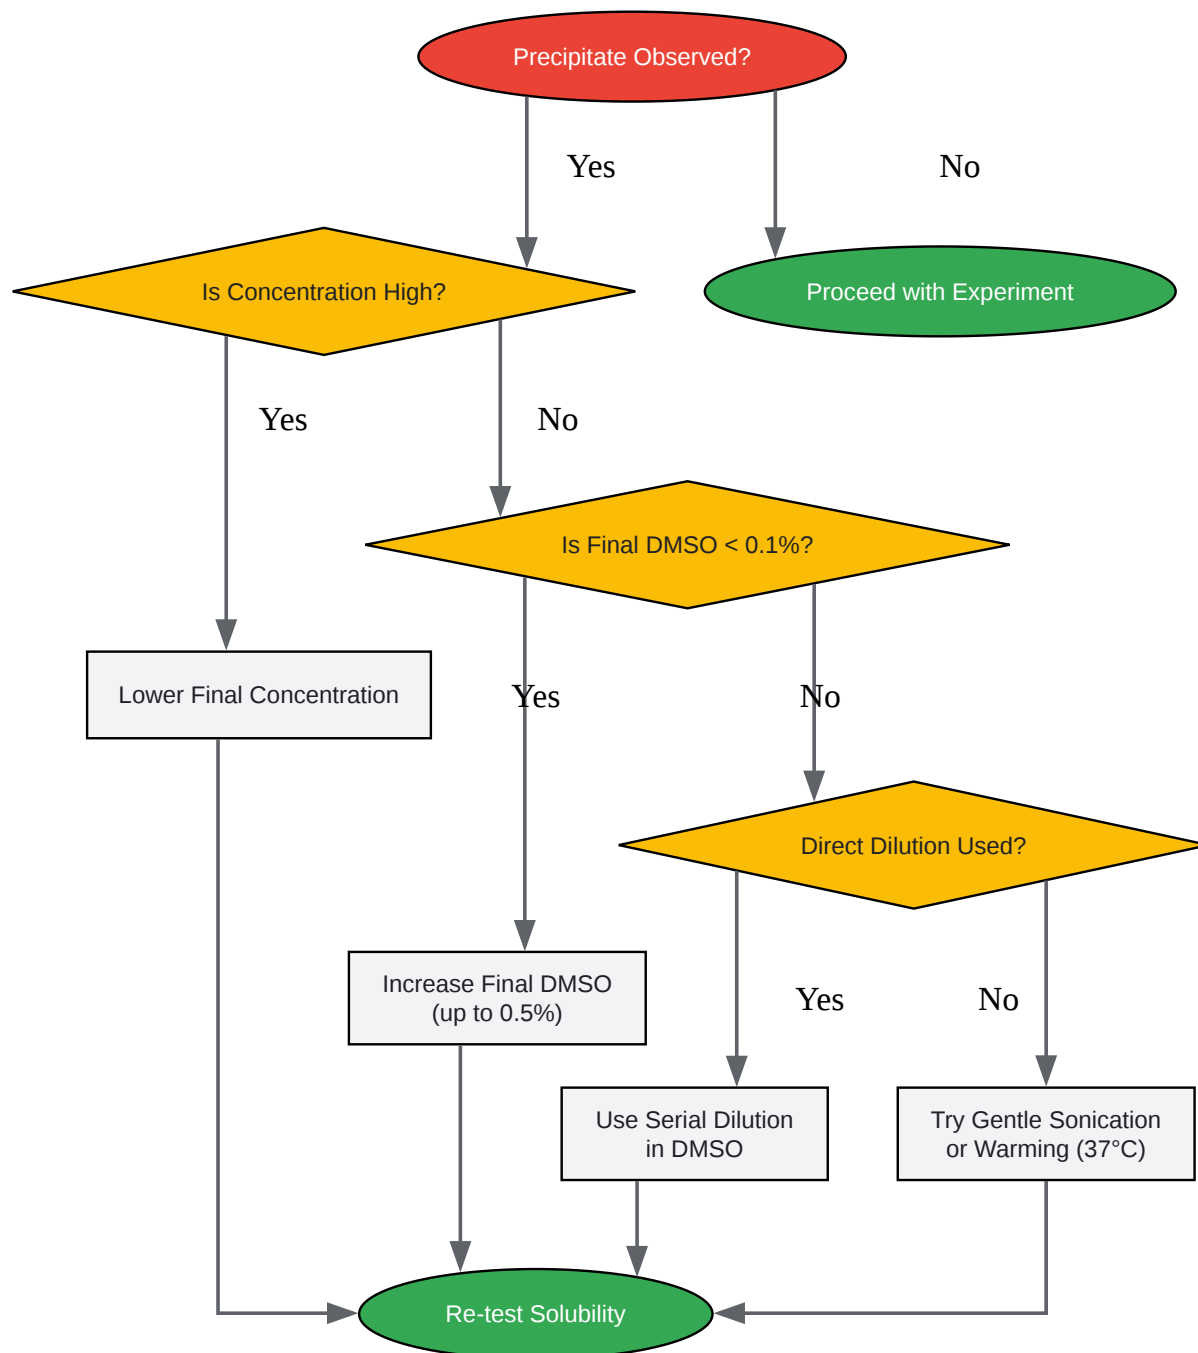 Precipitate Observed?
Yes
No
Is Concentration High?
Proceed with Experiment
Yes
No
Is Final DMSO < 0.1%?
Lower Final Concentration
Yes
No
Direct Dilution Used?
Increase Final DMSO
(up to 0.5%)
Yes
No
Use Serial Dilution
in DMSO
Try Gentle Sonication
or Warming (37°C)
Re-test Solubility